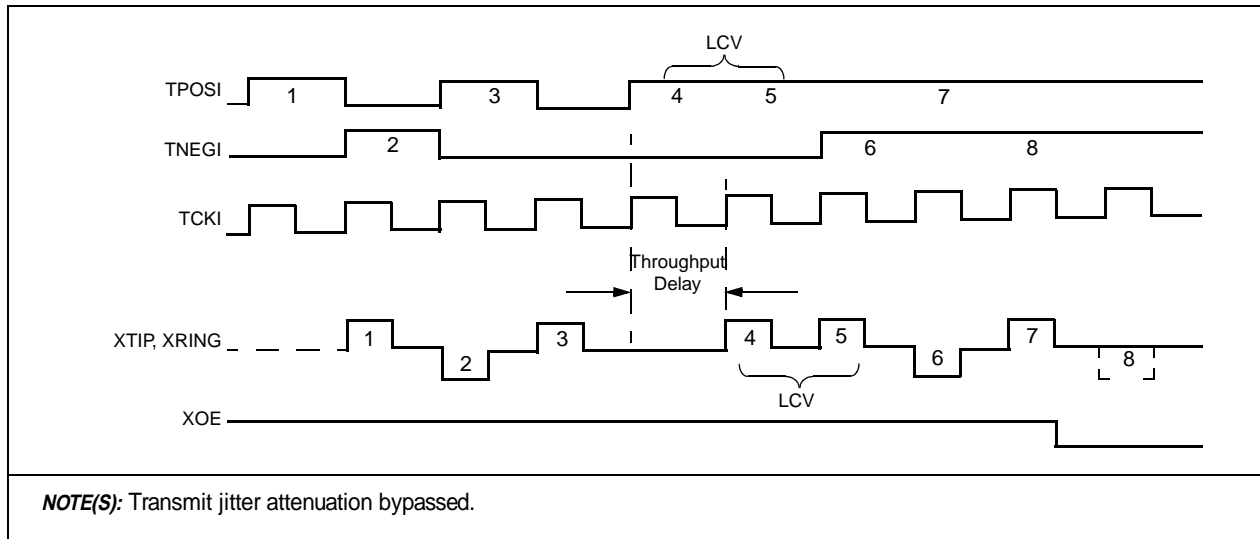 LCV
TPOSI 1 3 4 5 7
TNEGI 2 6 8
TCKI
Throughput
Delay
XTIP, XRING 1 2 3 4 5 6 7 8
LCV
XOE
NOTE(S): Transmit jitter attenuation bypassed.